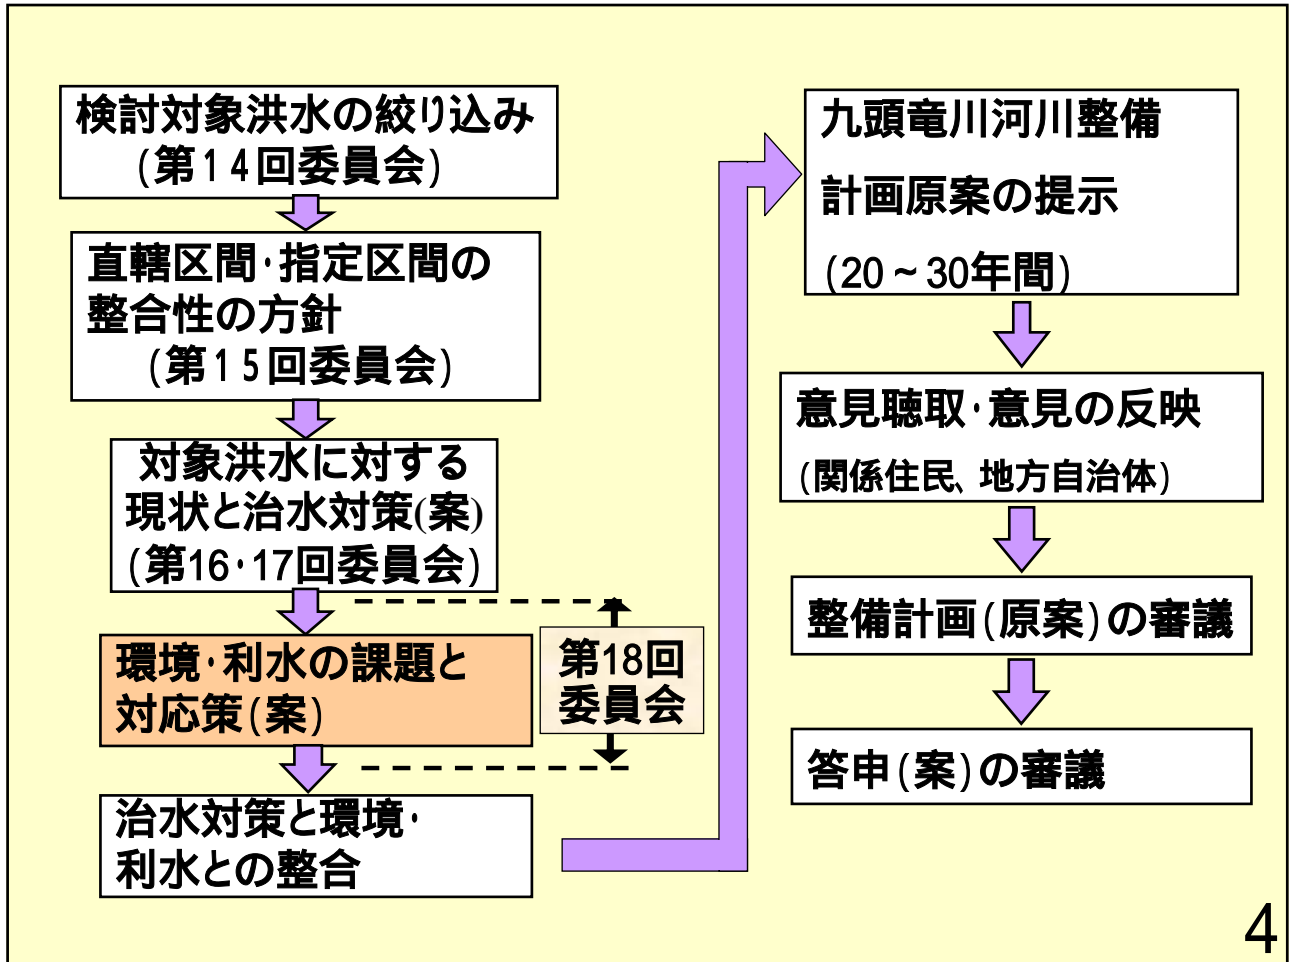 検討対象洪水の絞り込み
(第14回委員会)
直轄区間･指定区間の
整合性の方針
(第15回委員会)
対象洪水に対する
現状と治水対策(案)
(第16･17回委員会)
環境･利水の課題と
対応策(案)
第18回
委員会
治水対策と環境･
利水との整合
九頭竜川河川整備
計画原案の提示
(20～30年間)
意見聴取･意見の反映
(関係住民、地方自治体)
整備計画(原案)の審議
答申(案)の審議
4